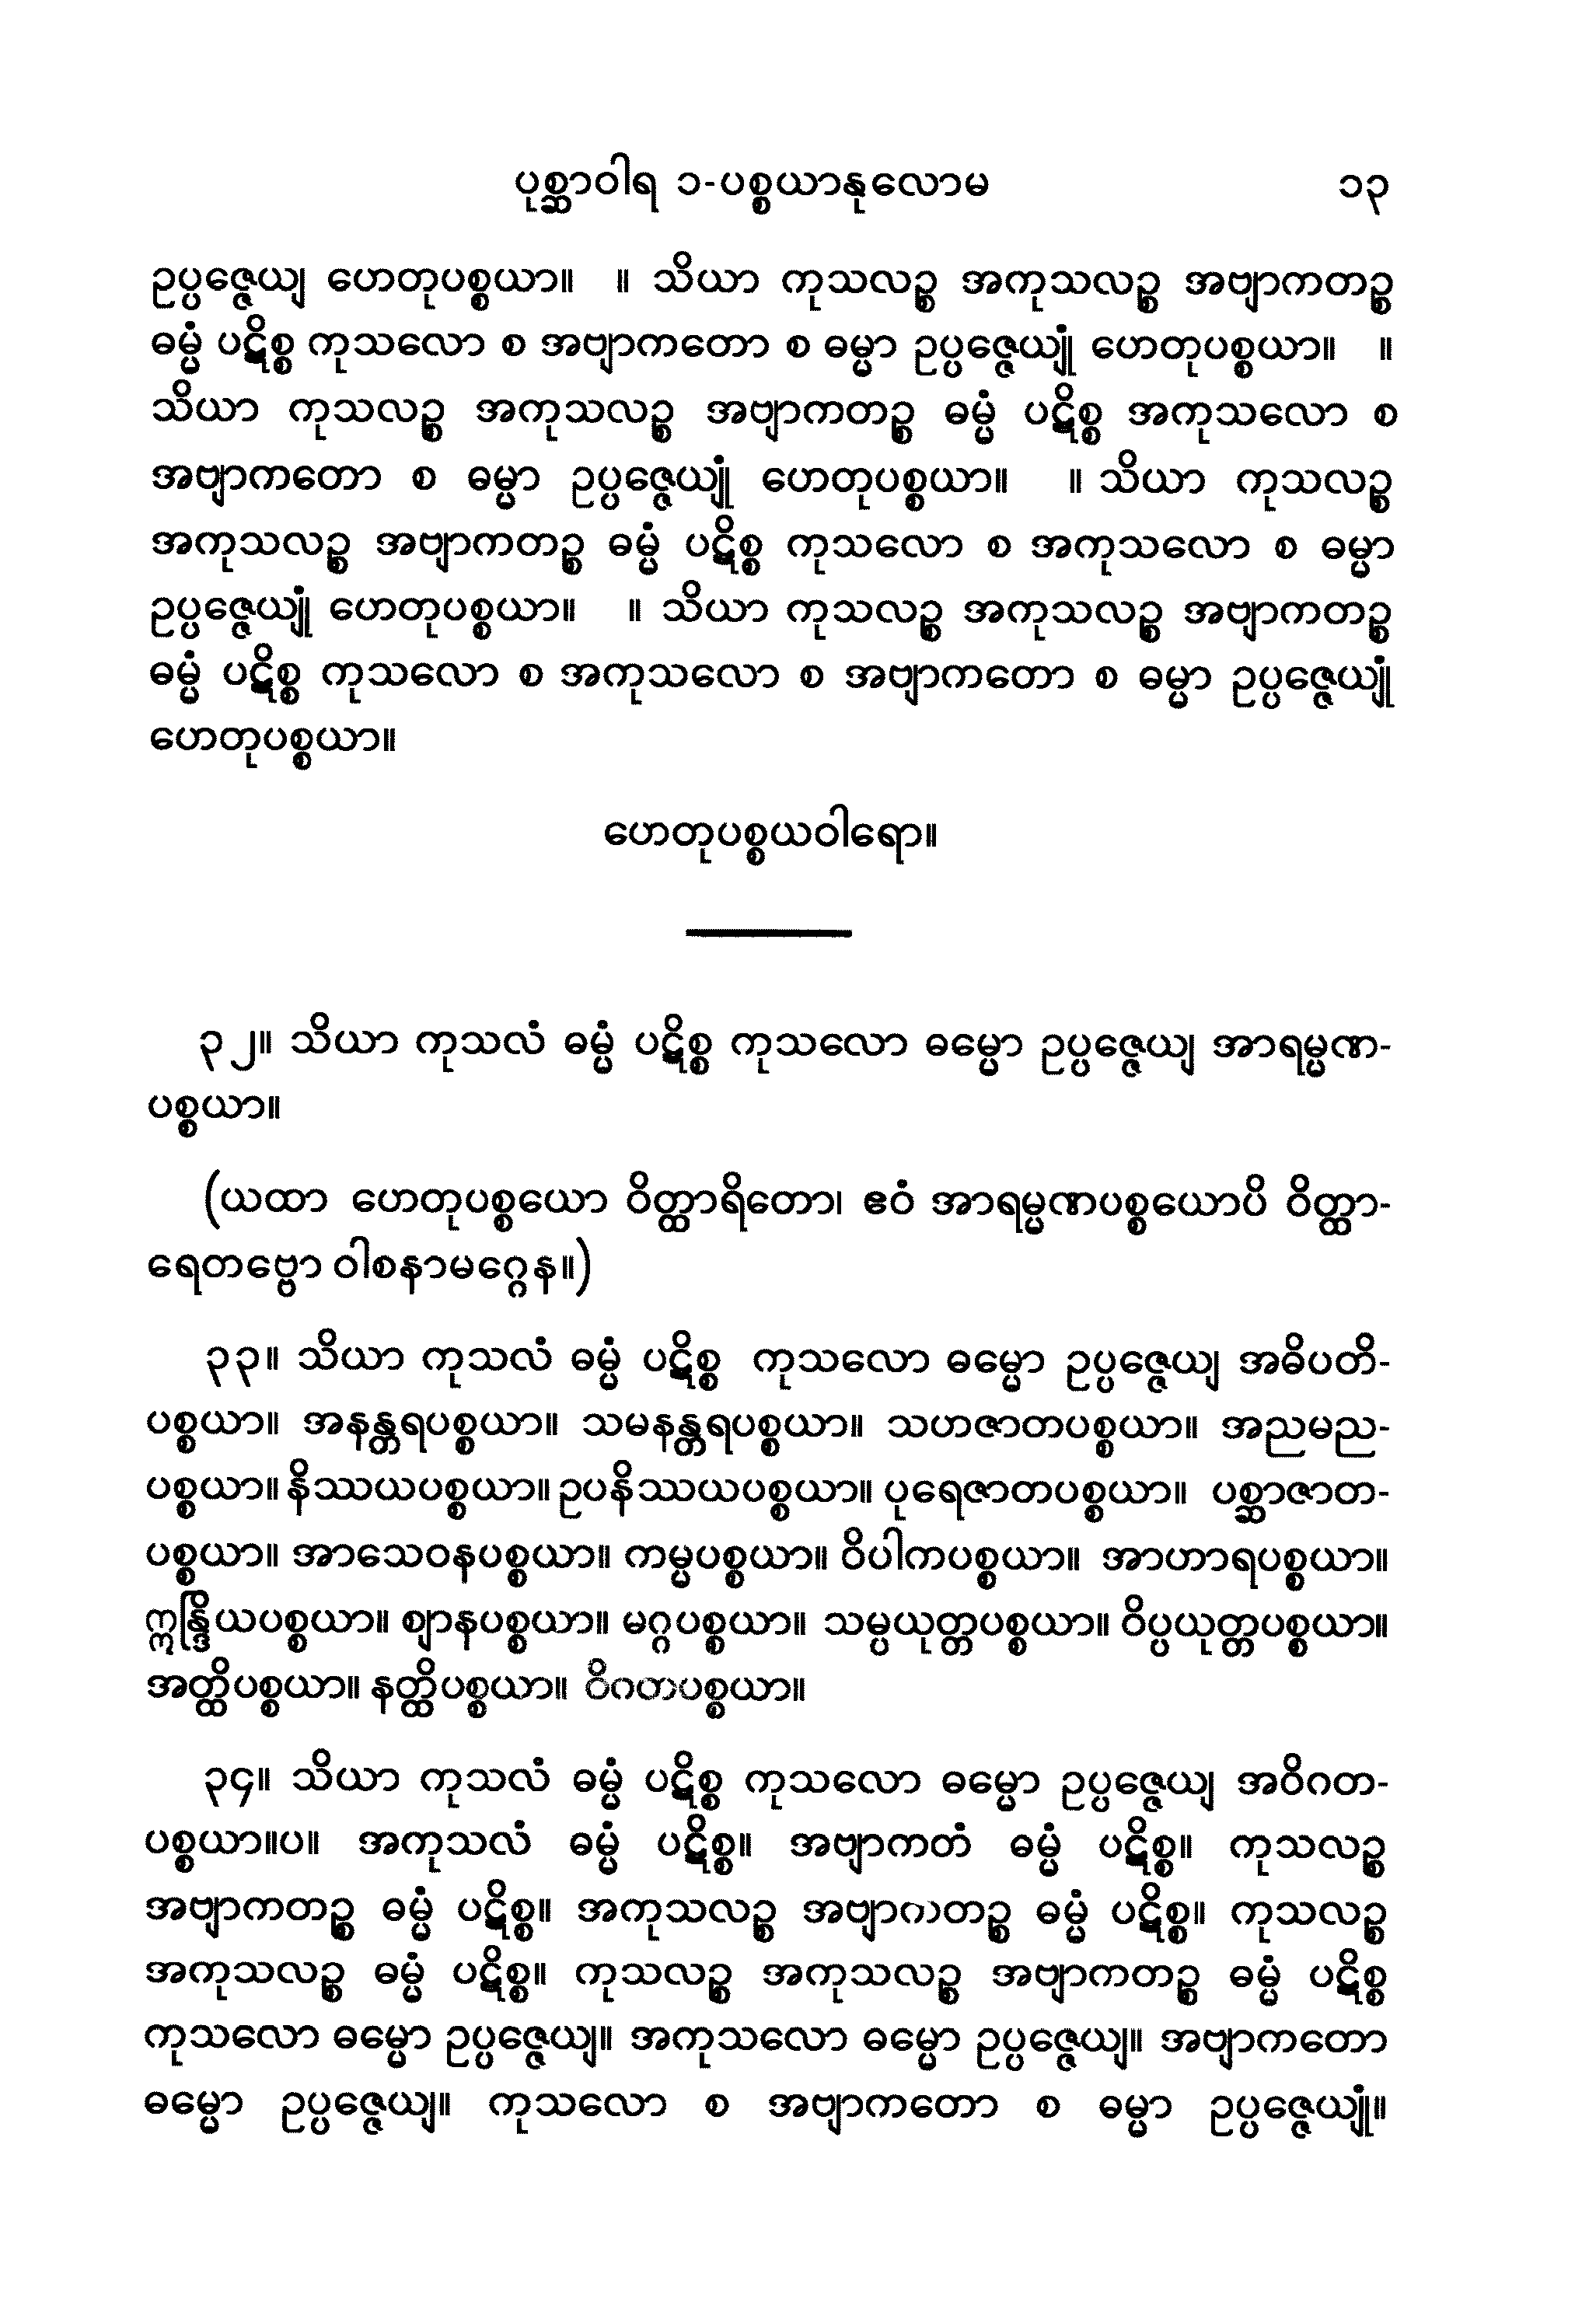 ပုစ္ဆာဝါရ ၁-ပစ္စယာနုလောမ ၁၃
ဥပ္ပဇ္ဇေယျ ဟေတုပစ္စယာ။ ။ သိယာ ကုသလဉ္စ အကုသလဉ္စ အဗျာကတဉ္စ
ဓမ္မံ ပဋိစ္စ ကုသလော စ အဗျာကတော စ ဓမ္မာ ဥပ္ပဇ္ဇေယျုံ ဟေတုပစ္စယာ။ ။
သိယာ ကုသလဉ္စ အကုသလဉ္စ အဗျာကတဉ္စ ဓမ္မံ ပဋိစ္စ အကုသလော စ
အဗျာကတော စ ဓမ္မာ ဥပ္ပဇ္ဇေယျုံ ဟေတုပစ္စယာ။ ။ သိယာ ကုသလဉ္စ
အကုသလဉ္စ အဗျာကတဉ္စ ဓမ္မံ ပဋိစ္စ ကုသလော စ အကုသလော စ ဓမ္မာ
ဥပ္ပဇ္ဇေယျုံ ဟေတုပစ္စယာ။ ။ သိယာ ကုသလဉ္စ အကုသလဉ္စ အဗျာကတဉ္စ
ဓမ္မံ ပဋိစ္စ ကုသလော စ အကုသလော စ အဗျာကတော စ ဓမ္မာ ဥပ္ပဇ္ဇေယျုံ
ဟေတုပစ္စယာ။
ဟေတုပစ္စယဝါရော။
၃၂။ သိယာ ကုသလံ ဓမ္မံ ပဋိစ္စ ကုသလော ဓမ္မော ဥပ္ပဇ္ဇေယျ အာရမ္မဏ-
ပစ္စယာ။
(ယထာ ဟေတုပစ္စယော ဝိတ္ထာရိတော၊ ဧဝံ အာရမ္မဏပစ္စယောပိ ဝိတ္ထာ-
ရေတဗ္ဗော ဝါစနာမဂ္ဂေန။)
၃၃။ သိယာ ကုသလံ ဓမ္မံ ပဋိစ္စ ကုသလော ဓမ္မော ဥပ္ပဇ္ဇေယျ အဓိပတိ-
ပစ္စယာ။ အနန္တရပစ္စယာ။ သမနန္တရပစ္စယာ။ သဟဇာတပစ္စယာ။ အညမည-
ပစ္စယာ။ နိဿယပစ္စယာ။ ဥပနိဿယပစ္စယာ။ ပုရေဇာတပစ္စယာ။ ပစ္ဆာဇာတ-
ပစ္စယာ။ အာသေဝနပစ္စယာ။ ကမ္မပစ္စယာ။ ဝိပါကပစ္စယာ။ အာဟာရပစ္စယာ။
ဣန္ဒြိယပစ္စယာ။ ဈာနပစ္စယာ။ မဂ္ဂပစ္စယာ။ သမ္ပယုတ္တပစ္စယာ။ ဝိပ္ပယုတ္တပစ္စယာ။
အတ္ထိပစ္စယာ။ နတ္ထိပစ္စယာ။ ဝိဂတပစ္စယာ။
၃၄။ သိယာ ကုသလံ ဓမ္မံ ပဋိစ္စ ကုသလော ဓမ္မော ဥပ္ပဇ္ဇေယျ အဝိဂတ-
ပစ္စယာ။ပ။ အကုသလံ ဓမ္မံ ပဋိစ္စ။ အဗျာကတံ ဓမ္မံ ပဋိစ္စ။ ကုသလဉ္စ
အဗျာကတဉ္စ ဓမ္မံ ပဋိစ္စ။ အကုသလဉ္စ အဗျာကတဉ္စ ဓမ္မံ ပဋိစ္စ။ ကုသလဉ္စ
အကုသလဉ္စ ဓမ္မံ ပဋိစ္စ။ ကုသလဉ္စ အကုသလဉ္စ အဗျာကတဉ္စ ဓမ္မံ ပဋိစ္စ
ကုသလော ဓမ္မော ဥပ္ပဇ္ဇေယျ။ အကုသလော ဓမ္မော ဥပ္ပဇ္ဇေယျ။ အဗျာကတော
ဓမ္မော ဥပ္ပဇ္ဇေယျ။ ကုသလော စ အဗျာကတော စ ဓမ္မာ ဥပ္ပဇ္ဇေယျုံ။